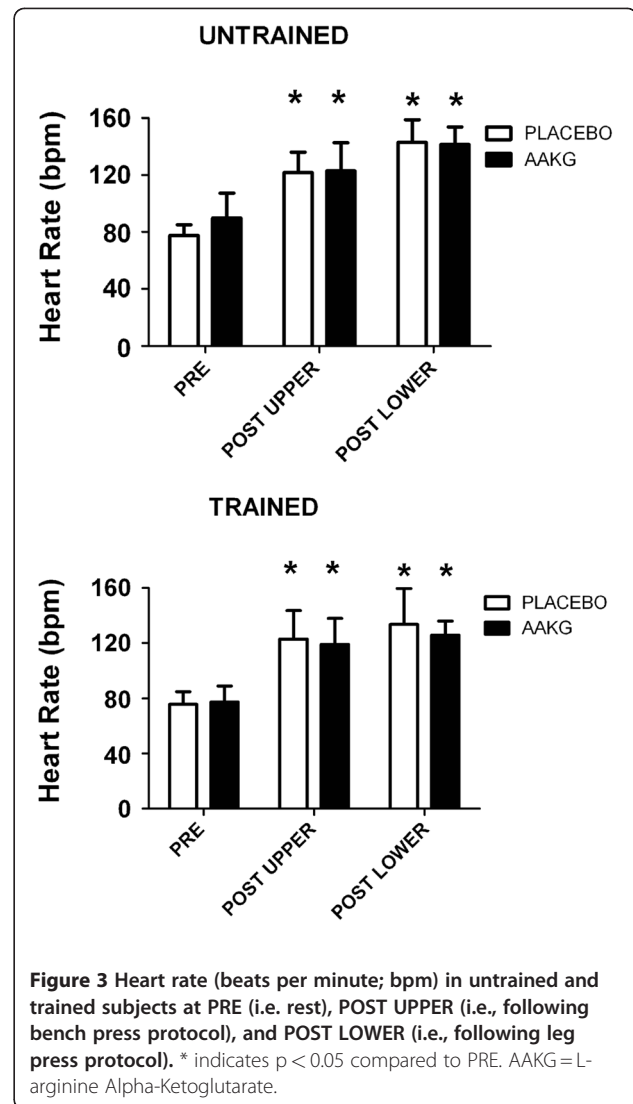 UNTRAINED
* * * *
Heart Rate (bpm)
160
120
80
40
0
PLACEBO
AAKG
PRE
POST UPPER
POST LOWER
TRAINED
* * * *
Heart Rate (bpm)
160
120
80
40
0
PLACEBO
AAKG
PRE
POST UPPER
POST LOWER
Figure 3 Heart rate (beats per minute; bpm) in untrained and
trained subjects at PRE (i.e. rest), POST UPPER (i.e., following
bench press protocol), and POST LOWER (i.e., following leg
press protocol). * indicates p < 0.05 compared to PRE. AAKG = L-
arginine Alpha-Ketoglutarate.